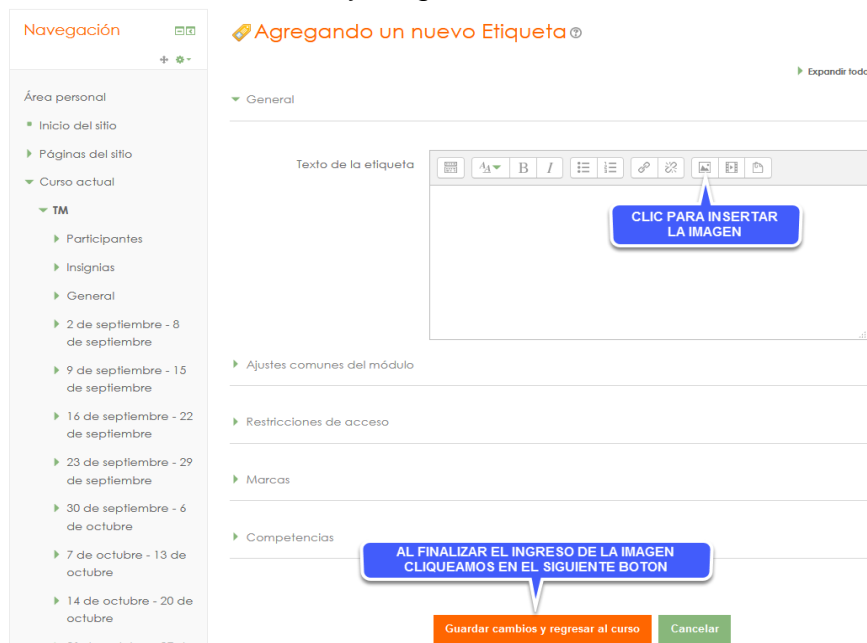 Navegación
Área personal
Inicio del sitio
Páginas del sitio
Curso actual
TM
Participantes
Insignias
General
2 de septiembre - 8
de septiembre
9 de septiembre - 15
de septiembre
16 de septiembre - 22
de septiembre
23 de septiembre - 29
de septiembre
30 de septiembre - 6
de octubre
7 de octubre - 13 de
octubre
14 de octubre - 20 de
octubre
Agregando un nuevo Etiqueta
Expandir todo
General
Texto de la etiqueta
B I
CLIC PARA INSERTAR
LA IMAGEN
Ajustes comunes del módulo
Restricciones de acceso
Marcas
Competencias
AL FINALIZAR EL INGRESO DE LA IMAGEN
CLIQUEAMOS EN EL SIGUIENTE BOTON
Guardar cambios y regresar al curso
Cancelar